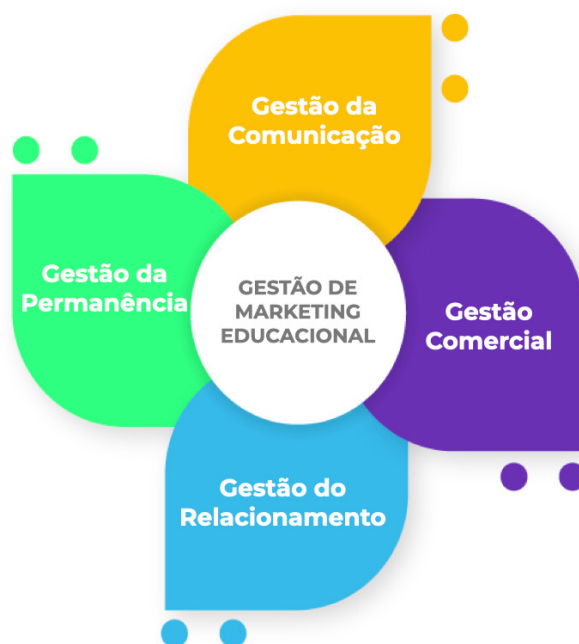 Gestão da
Comunicação
Gestão da
Permanência
GESTÃO DE
MARKETING
EDUCACIONAL
Gestão
Comercial
Gestão do
Relacionamento